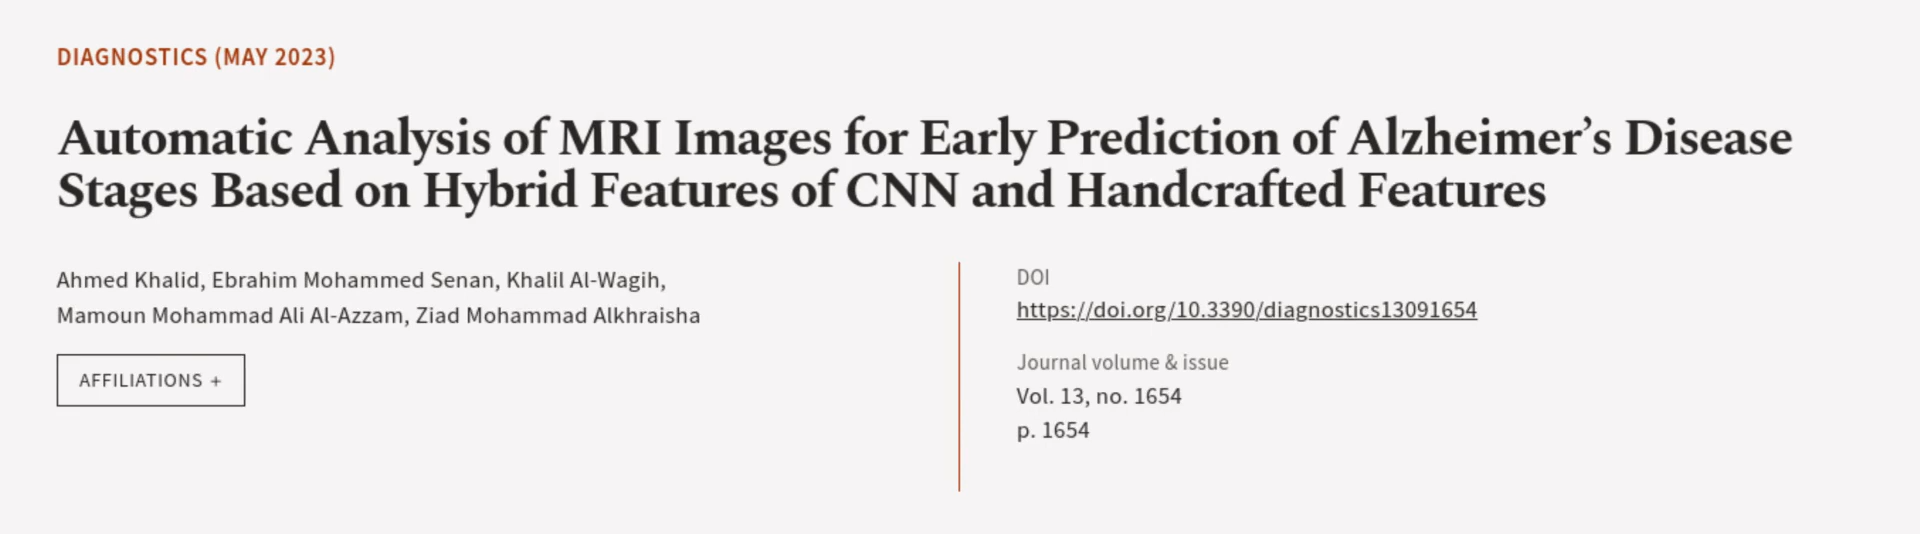 DIAGNOSTICS (MAY 2023)
Automatic Analysis of MRI Images for Early Prediction of Alzheimer’s Disease
Stages Based on Hybrid Features of CNN and Handcrafted Features
Ahmed Khalid, Ebrahim Mohammed Senan, Khalil Al-Wagih,
Mamoun Mohammad Ali Al-Azzam, Ziad Mohammad Alkhraisha
AFFILIATIONS +
DOI
https://doi.org/10.3390/diagnostics13091654
Journal volume & issue
Vol. 13, no. 1654
p. 1654